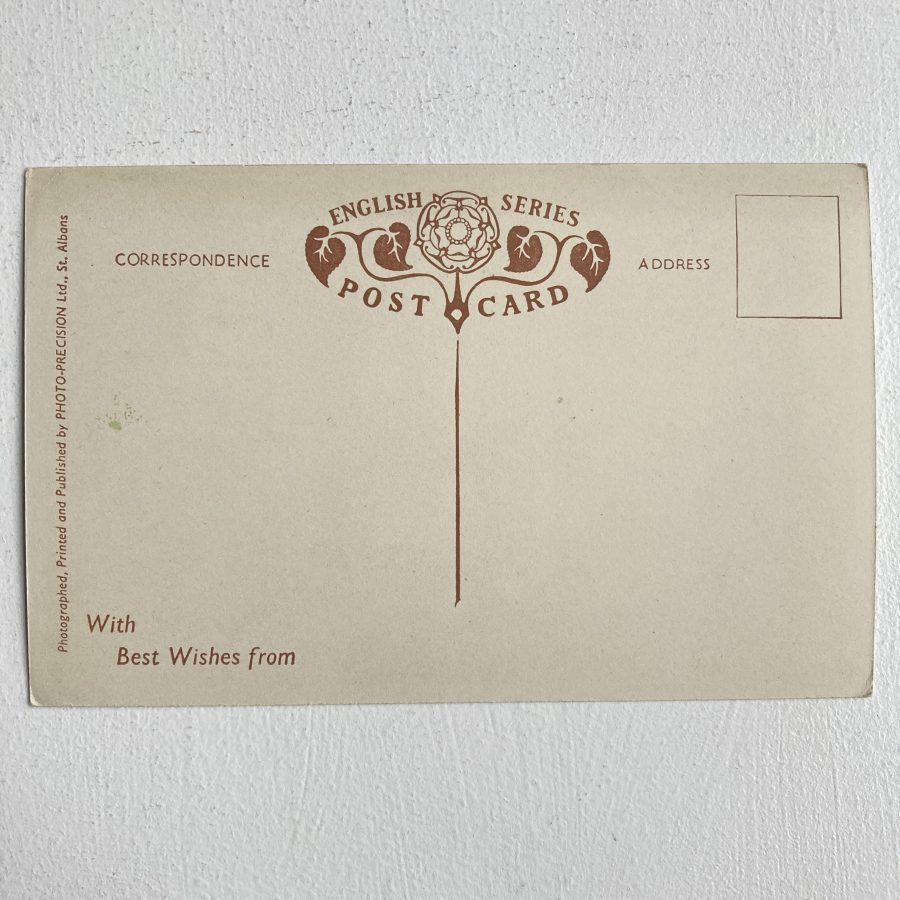 ENGLISH SERIES
POST CARD
CORRESPONDENCE
ADDRESS
Photographed, Printed and Published by PHOTO-PRECISION Ltd., St. Albans
With
Best Wishes from